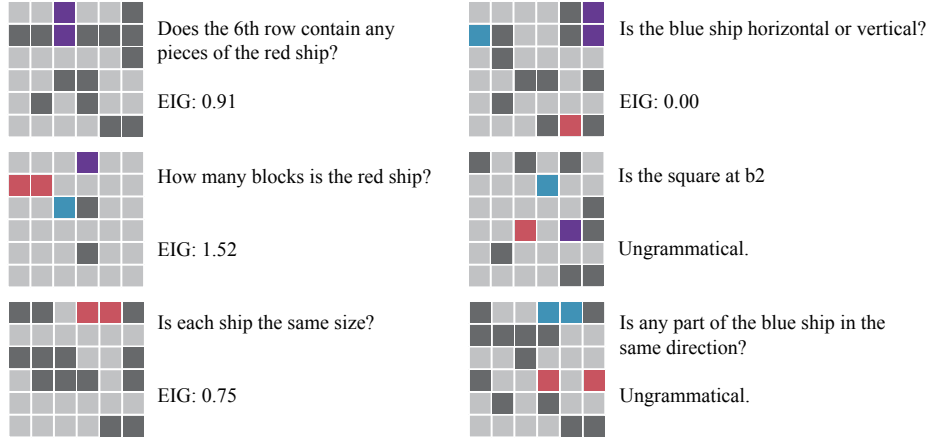 Does the 6th row contain any
pieces of the red ship?
EIG: 0.91
Is the blue ship horizontal or vertical?
EIG: 0.00
How many blocks is the red ship?
EIG: 1.52
Is the square at b2
Ungrammatical.
Is each ship the same size?
EIG: 0.75
Is any part of the blue ship in the
same direction?
Ungrammatical.